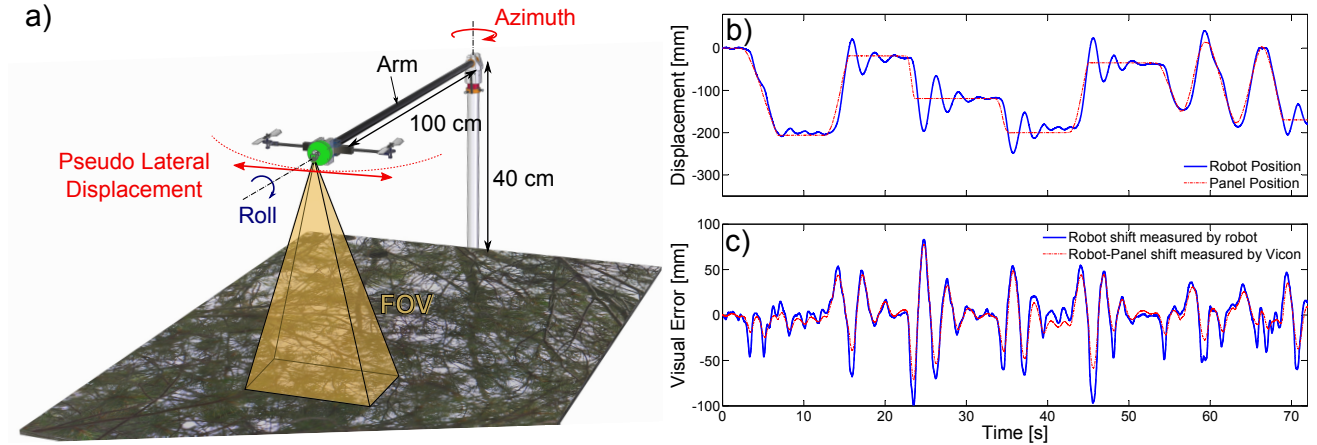 a)
Azimuth
Arm
100 cm
Pseudo Lateral
Displacement
40 cm
Roll
FOV
b)
Displacement [mm]
0
-100
-200
-300
Robot Position
Panel Position
c)
Visual Error [mm]
100
50
0
-50
-100
Robot shift measured by robot
Robot-Panel shift measured by Vicon
0 10 20 30 40 50 60 70
Time [s]